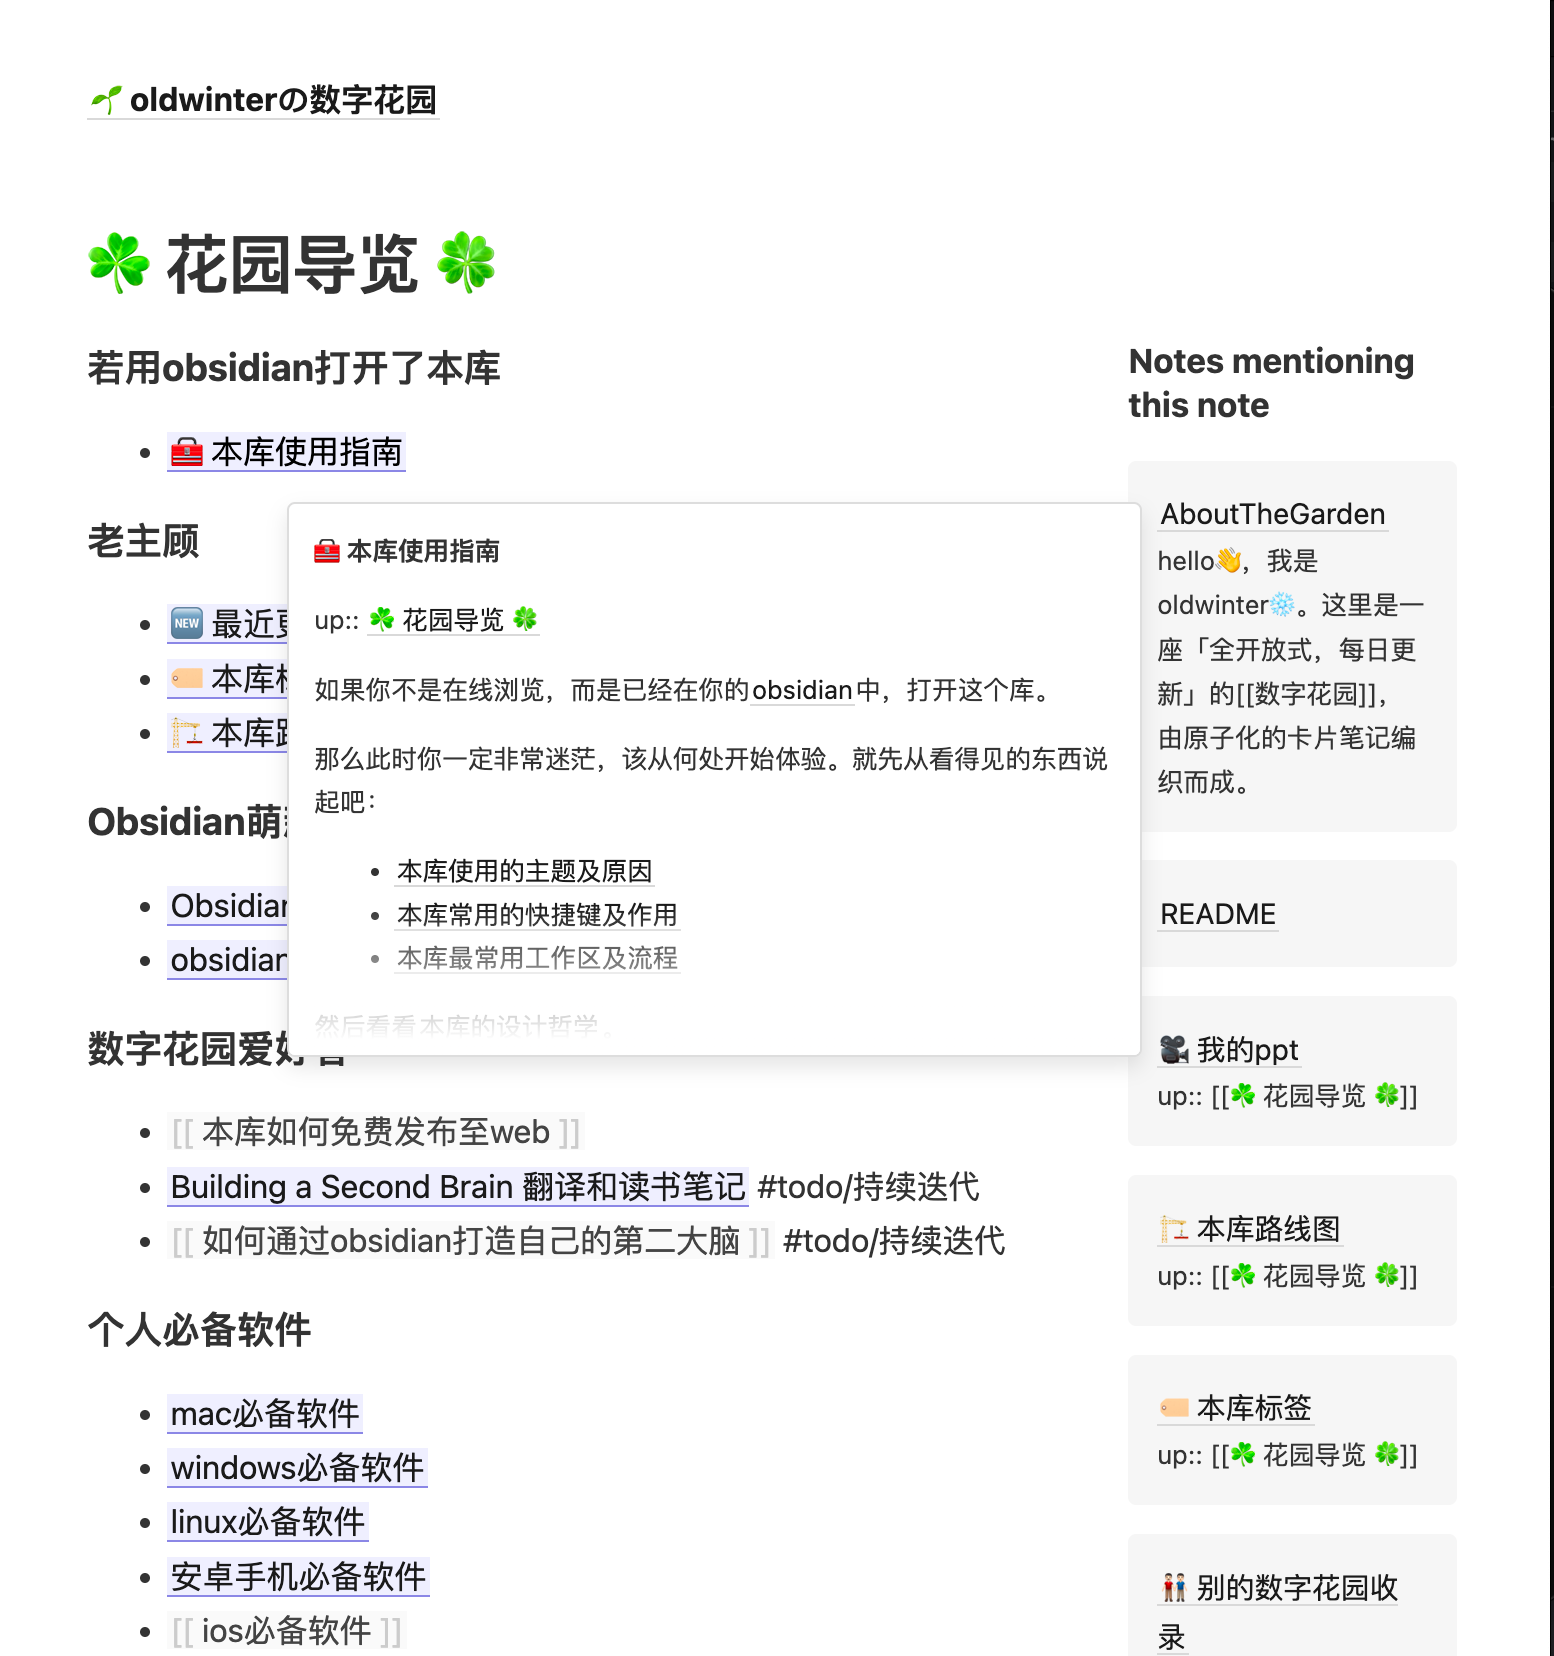 🌱 oldwinterの数字花园
☘️ 花园导览 🍀
若用obsidian打开了本库
🧰 本库使用指南
老主顾
🆕 最近
🏷️ 本库
🏗️ 本库
Obsidian萌
Obsidian
obsidian
🧰 本库使用指南
up:: ☘️ 花园导览 🍀
如果你不是在线浏览，而是已经在你的obsidian中，打开这个库。
那么此时你一定非常迷茫，该从何处开始体验。就先从看得见的东西说
起吧：
本库使用的主题及原因
本库常用的快捷键及作用
本库最常用工作区及流程
然后看看本库的设计哲学。
数字花园爱好者
[[ 本库如何免费发布至web ]]
Building a Second Brain 翻译和读书笔记 #todo/持续迭代
[[ 如何通过obsidian打造自己的第二大脑 ]] #todo/持续迭代
个人必备软件
mac必备软件
windows必备软件
linux必备软件
安卓手机必备软件
[[ ios必备软件 ]]
Notes mentioning
this note
AboutTheGarden
hello👋，我是
oldwinter❄️。这里是一
座「全开放式，每日更
新」的[[数字花园]]，
由原子化的卡片笔记编
织而成。
README
🎥 我的ppt
up:: [[☘️ 花园导览 🍀]]
🏗️ 本库路线图
up:: [[☘️ 花园导览 🍀]]
🏷️ 本库标签
up:: [[☘️ 花园导览 🍀]]
👬 别的数字花园收
录